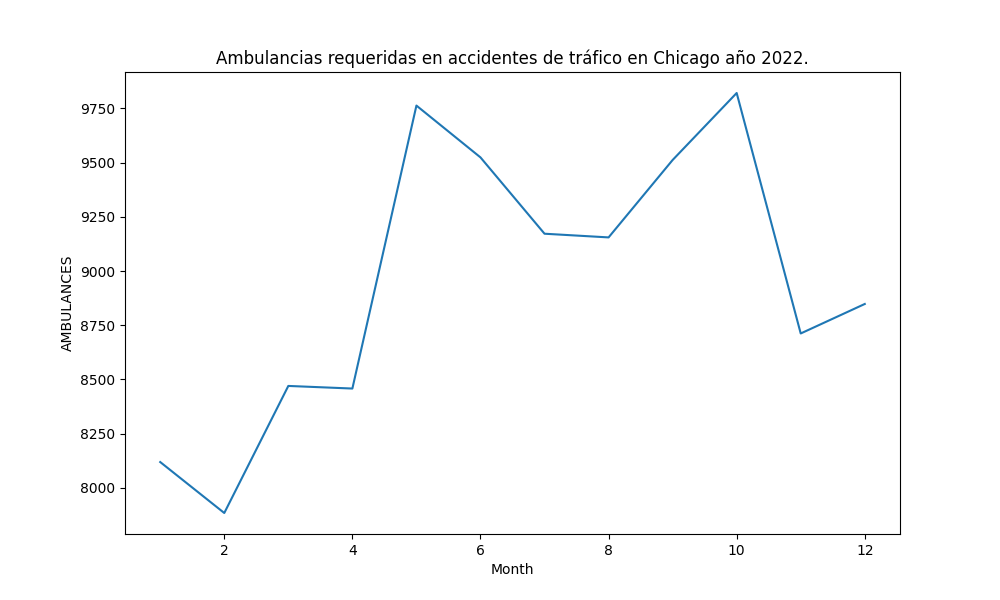 Ambulancias requeridas en accidentes de tráfico en Chicago año 2022.
AMBULANCES
9750
9500
9250
9000
8750
8500
8250
8000
2 4 6 8 10 12
Month